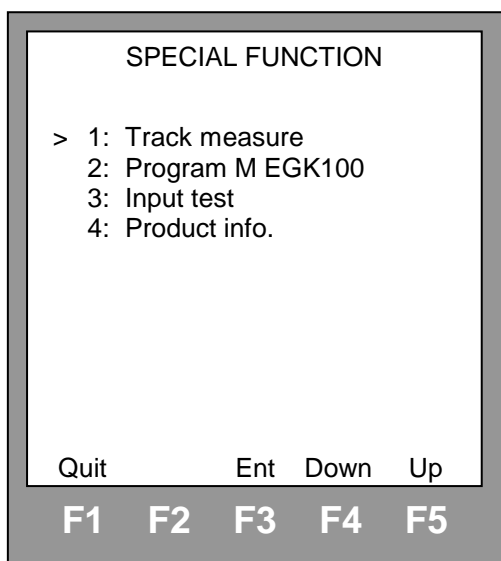 SPECIAL FUNCTION
> 1: Track measure
2: Program M EGK100
3: Input test
4: Product info.
Quit Ent Down Up
F1 F2 F3 F4 F5